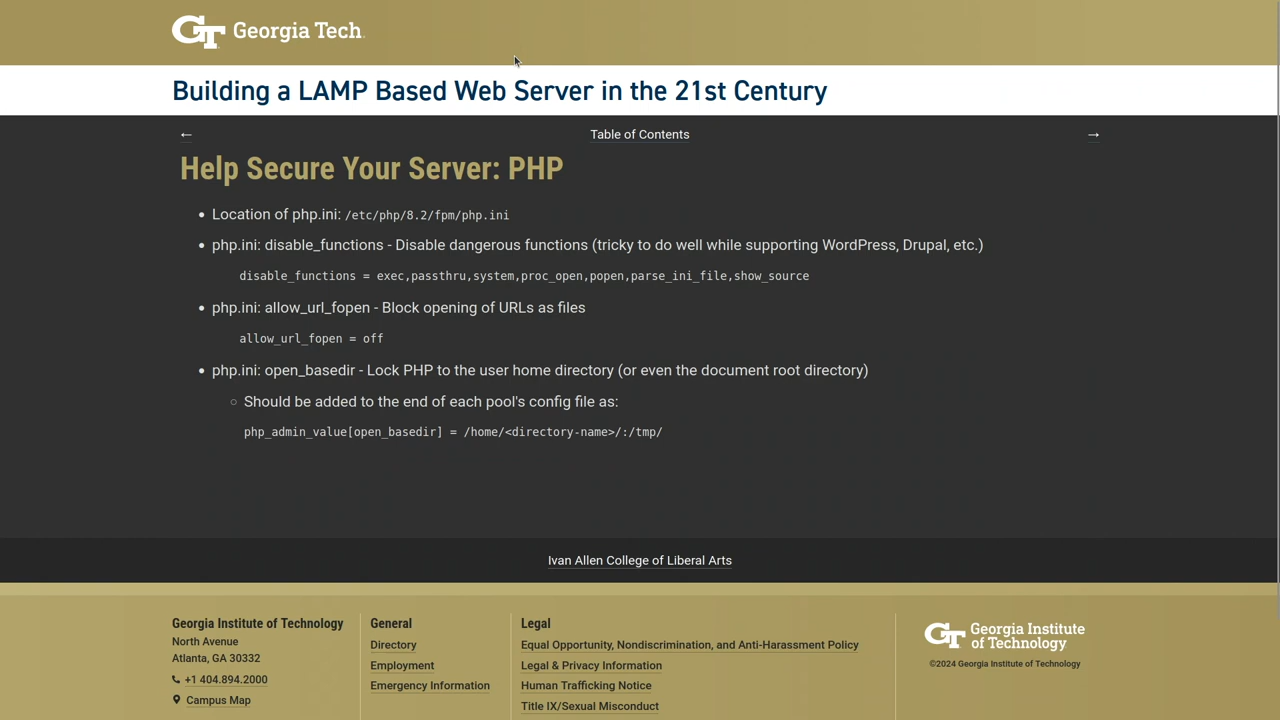 GT Georgia Tech.
Building a LAMP Based Web Server in the 21st Century
← Table of Contents →
Help Secure Your Server: PHP
• Location of php.ini: /etc/php/8.2/fpm/php.ini
• php.ini: disable_functions - Disable dangerous functions (tricky to do well while supporting WordPress, Drupal, etc.)
disable_functions = exec,passthru,system,proc_open,popen,parse_ini_file,show_source
• php.ini: allow_url_fopen - Block opening of URLs as files
allow_url_fopen = off
• php.ini: open_basedir - Lock PHP to the user home directory (or even the document root directory)
○ Should be added to the end of each pool's config file as:
php_admin_value[open_basedir] = /home/<directory-name>/:/tmp/
Ivan Allen College of Liberal Arts
Georgia Institute of Technology
North Avenue
Atlanta, GA 30332
+1 404.894.2000
Campus Map
General
Directory
Employment
Emergency Information
Legal
Equal Opportunity, Nondiscrimination, and Anti-Harassment Policy
Legal & Privacy Information
Human Trafficking Notice
Title IX/Sexual Misconduct
GT Georgia Institute
of Technology
©2024 Georgia Institute of Technology